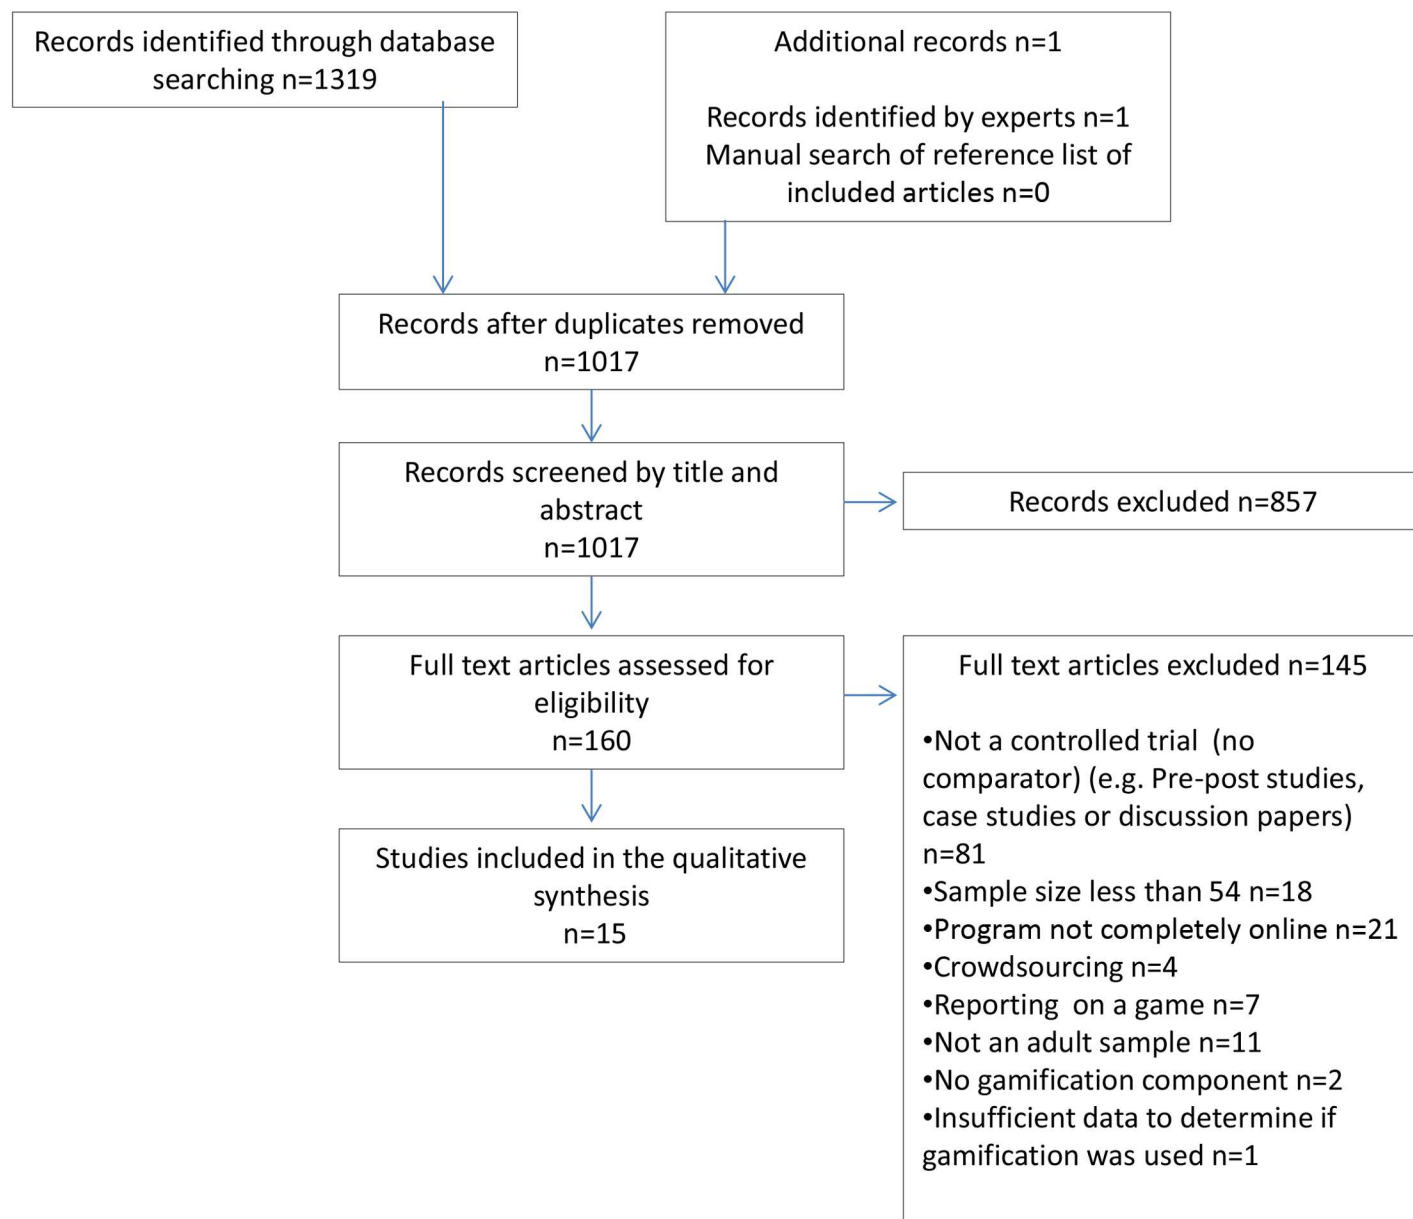 Records identified through database
searching n=1319
Additional records n=1
Records identified by experts n=1
Manual search of reference list of
included articles n=0
Records after duplicates removed
n=1017
Records screened by title and
abstract
n=1017
Records excluded n=857
Full text articles assessed for
eligibility
n=160
Full text articles excluded n=145
•Not a controlled trial  (no
comparator) (e.g. Pre-post studies,
case studies or discussion papers)
n=81
•Sample size less than 54 n=18
•Program not completely online n=21
•Crowdsourcing n=4
•Reporting  on a game n=7
•Not an adult sample n=11
•No gamification component n=2
•Insufficient data to determine if
gamification was used n=1
Studies included in the qualitative
synthesis
n=15